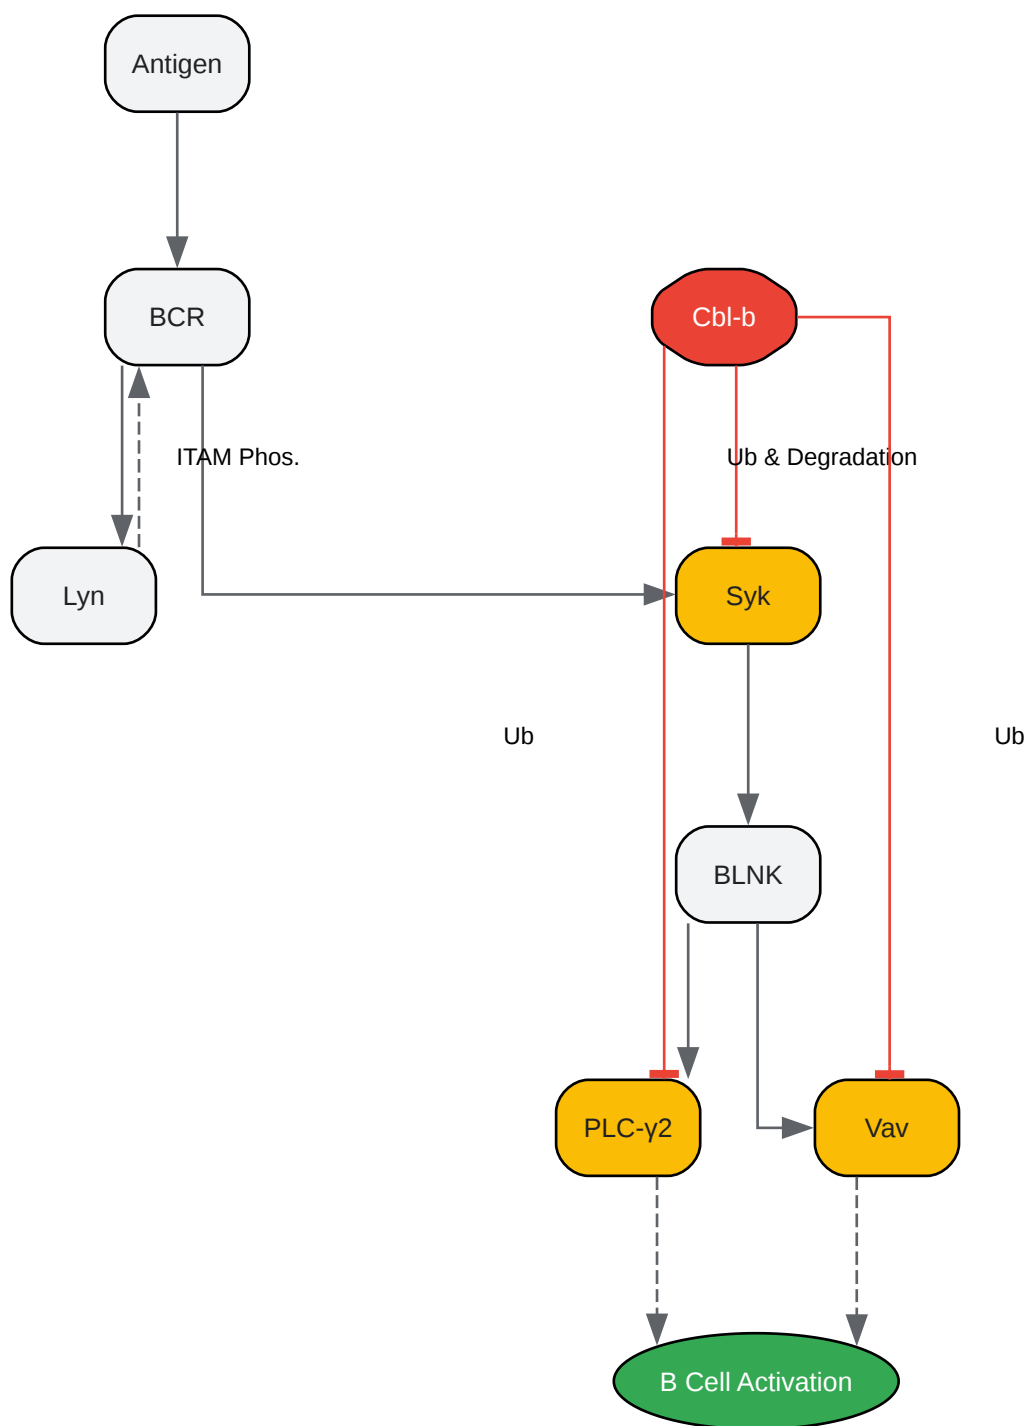 Antigen
BCR
Cbl-b
ITAM Phos.
Ub & Degradation
Lyn
Syk
Ub
Ub
BLNK
PLC-γ2
Vav
B Cell Activation